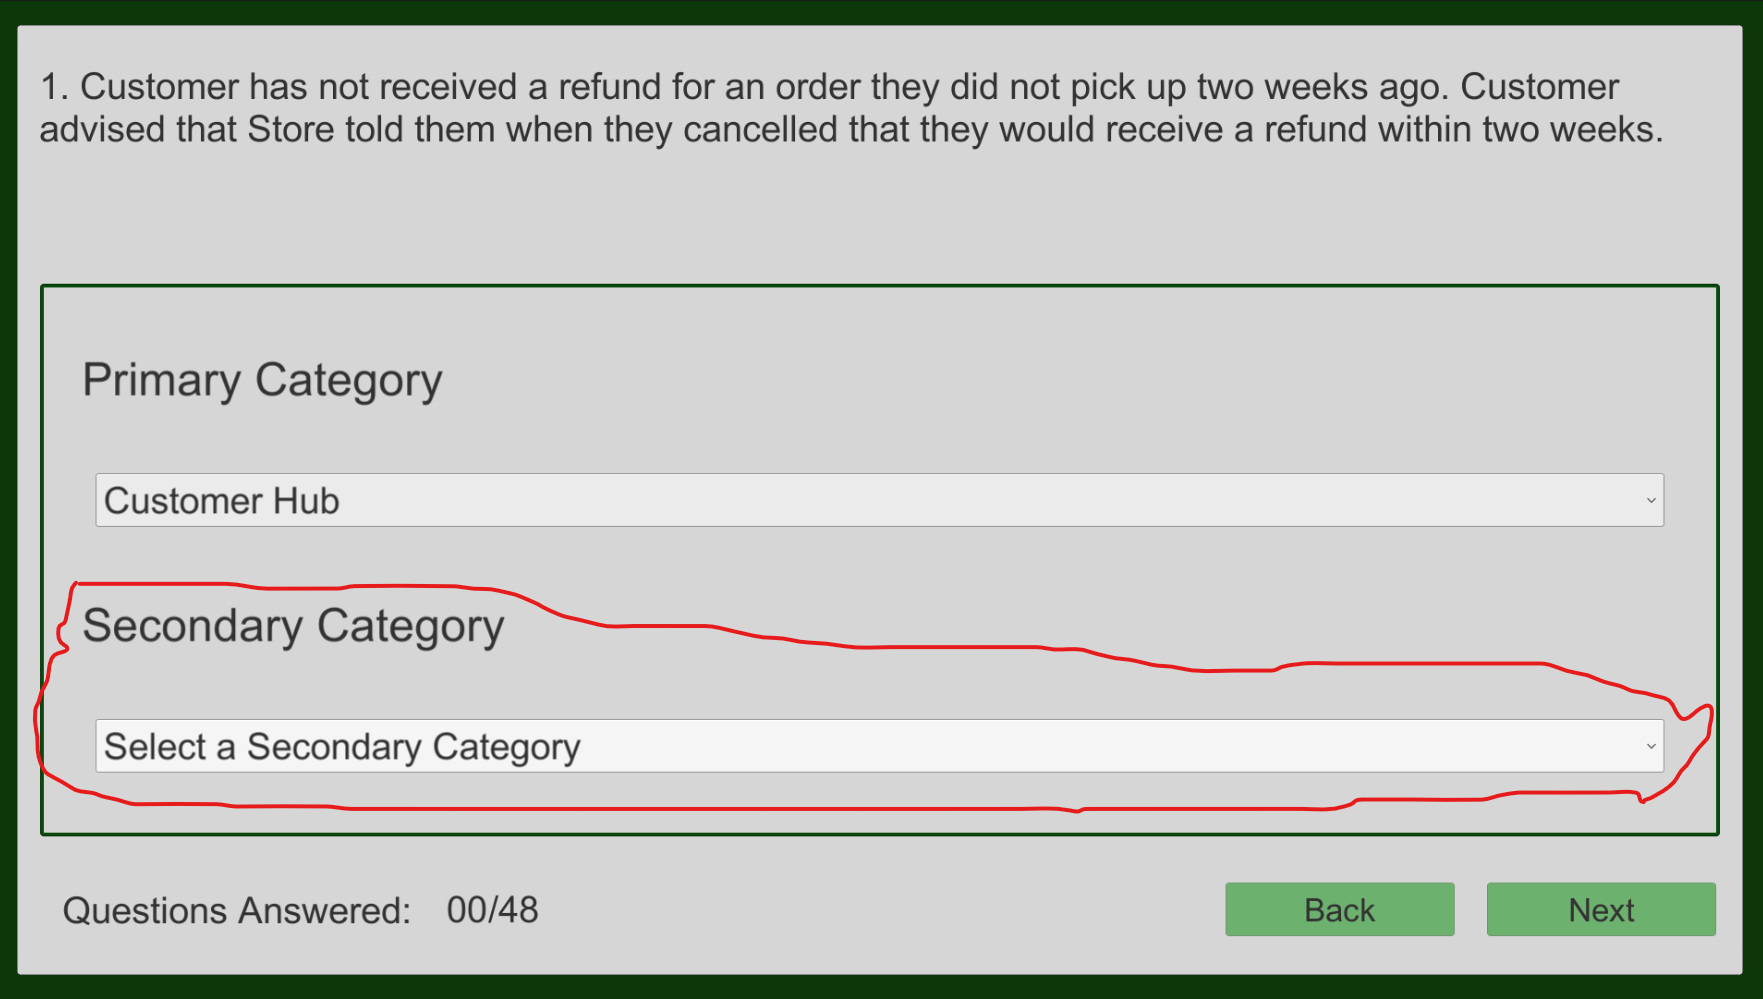 1. Customer has not received a refund for an order they did not pick up two weeks ago. Customer
advised that Store told them when they cancelled that they would receive a refund within two weeks.
Primary Category
Customer Hub
Secondary Category
Select a Secondary Category
Questions Answered: 00/48
Back
Next